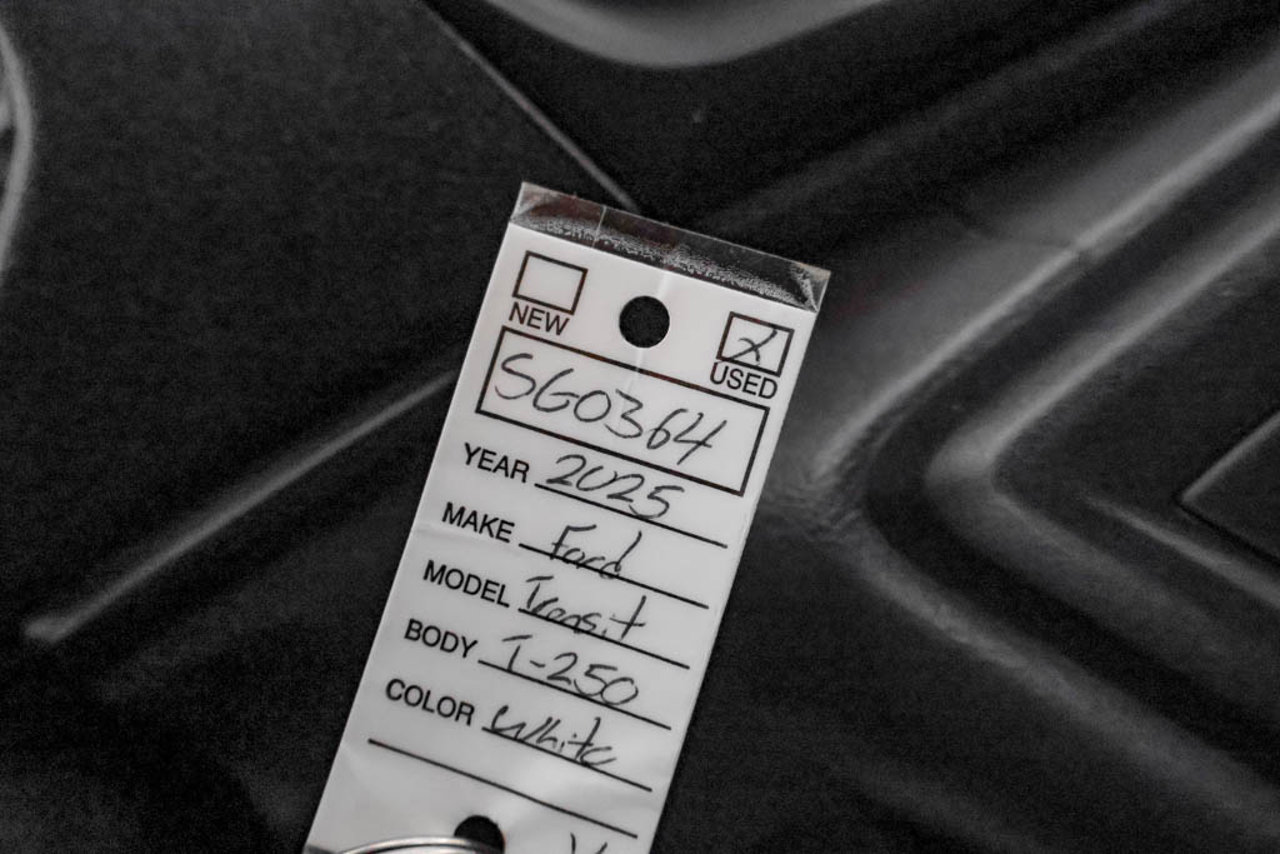 NEW
X USED
SG0364
YEAR 2025
MAKE Ford
MODEL Transit
BODY T-250
COLOR White